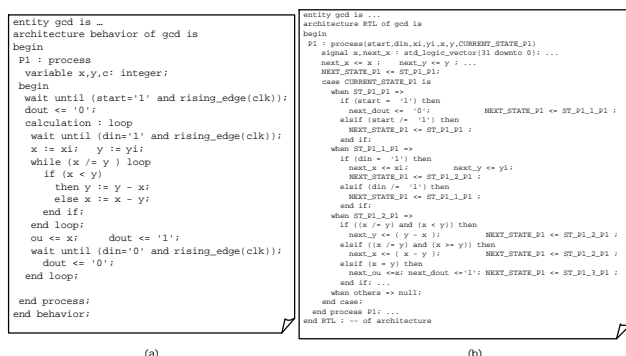 entity gcd is …
architecture behavior of gcd is
begin
P1 : process
variable x,y,c: integer;
begin
wait until (start='1' and rising_edge(clk));
dout <= '0';
calculation : loop
wait until (din='1' and rising_edge(clk));
x := xi;   y := yi;
while (x /= y ) loop
if (x < y)
then y := y - x;
else x := x - y;
end if;
end loop;
ou <= x;    dout <= '1';
wait until (din='0' and rising_edge(clk));
dout <= '0';
end loop;
end process;
end behavior;
(a)
entity gcd is ...
architecture RTL of gcd is
begin
P1 : process(start,din,xi,yi,x,y,CURRENT_STATE_P1)
signal x,next_x : std_logic_vector(31 downto 0); ...
next_x <= x ;    next_y <= y ; ...
NEXT_STATE_P1 <= ST_P1_P1;
case CURRENT_STATE_P1 is
when ST_P1_P1 =>
if (start =  '1') then
next_dout <=  '0';    NEXT_STATE_P1 <= ST_P1_1_P1 ;
elsif (start /=  '1') then
NEXT_STATE_P1 <= ST_P1_P1 ;
end if;
when ST_P1_1_P1 =>
if (din =  '1') then
next_x <= xi;    next_y <= yi;
NEXT_STATE_P1 <= ST_P1_2_P1 ;
elsif (din /=  '1') then
NEXT_STATE_P1 <= ST_P1_1_P1 ;
end if;
when ST_P1_2_P1 =>
if ((x /= y) and (x < y)) then
next_y <= ( y - x );    NEXT_STATE_P1 <= ST_P1_2_P1 ;
elsif ((x /= y) and (x >= y)) then
next_x <= ( x - y );    NEXT_STATE_P1 <= ST_P1_2_P1 ;
elsif (x = y) then
next_ou <=x; next_dout <='1'; NEXT_STATE_P1 <= ST_P1_3_P1 ;
end if; ...
when others => null;
end case;
end process P1; ...
end RTL ; -- of architecture
(b)